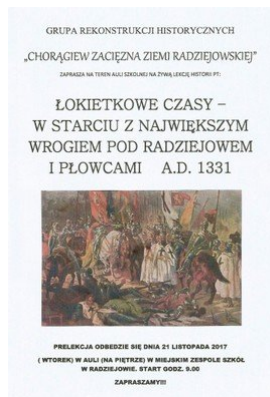 GRUPA REKONSTRUKCJI HISTORYCZNYCH
„CHORĄGIEW ZACIĘŻNA ZIEMI RADZIEJOWSKIEJ"
ZAPRASZA NA TEREN AULI SZKOLNEJ NA ŻYWĄ LEKCJĘ HISTORII PT:
ŁOKIETKOWE CZASY –
W STARCIU Z NAJWIĘKSZYM
WROGIEM POD RADZIEJOWEM
I PŁOWCAMI A.D. 1331
PRELEKCJA ODBEDZIE SIĘ DNIA 21 LISTOPADA 2017
( WTOREK) W AULI (NA PIĘTRZE) W MIEJSKIM ZESPOLE SZKÓŁ
W RADZIEJOWIE. START GODZ. 9.00
ZAPRASZAMY!!!